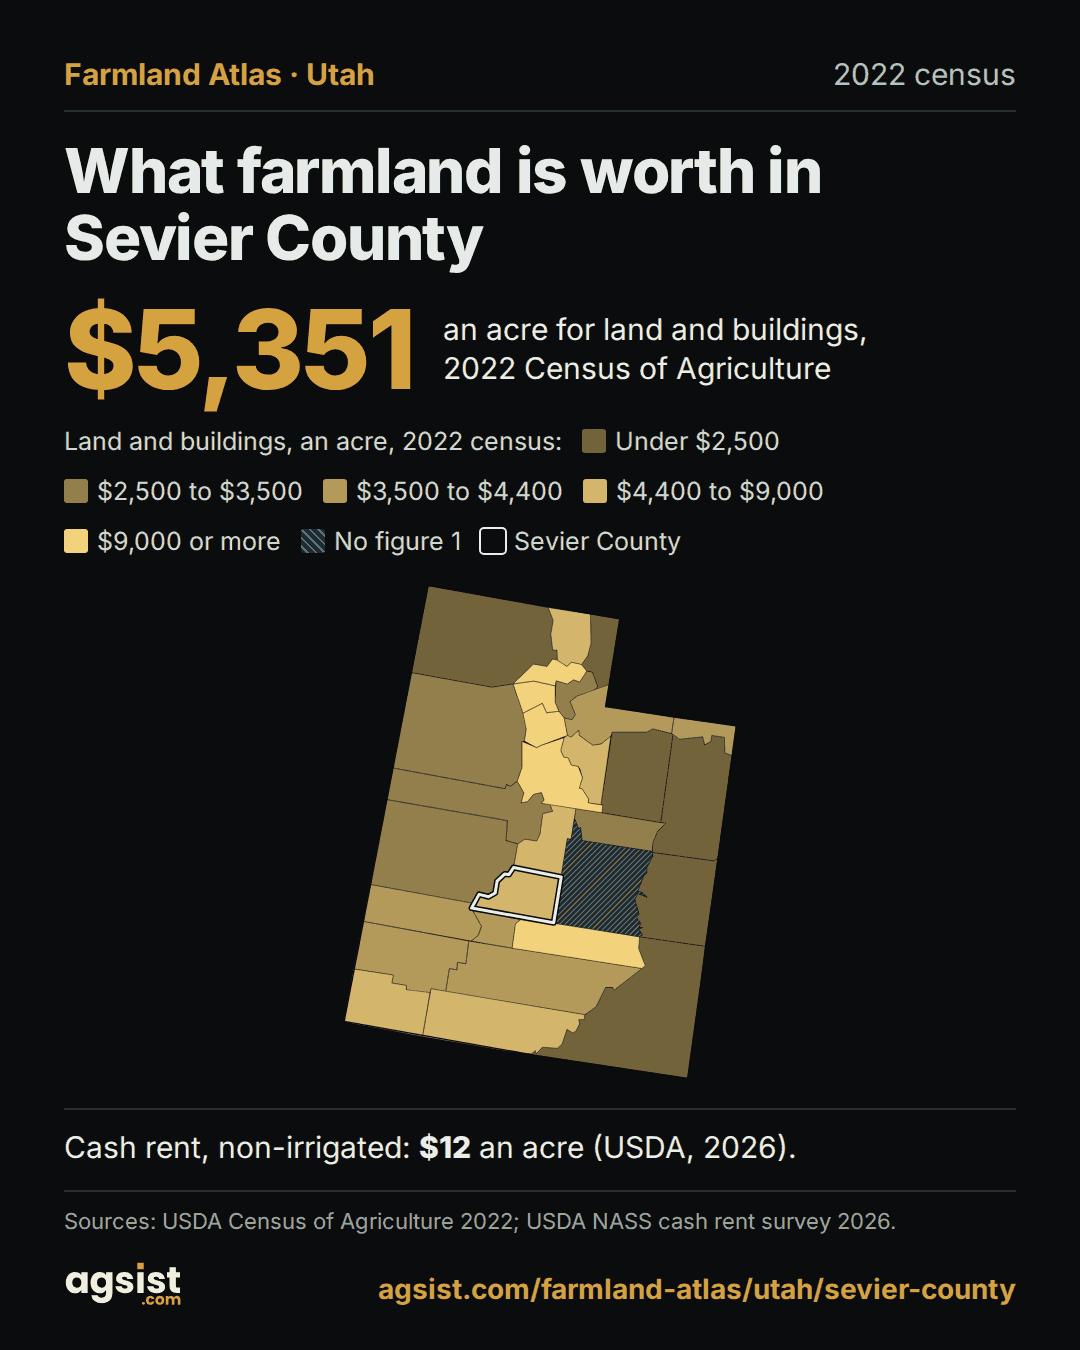 Farmland Atlas · Utah
2022 census
What farmland is worth in
Sevier County
$5,351
an acre for land and buildings,
2022 Census of Agriculture
Land and buildings, an acre, 2022 census:
Under $2,500
$2,500 to $3,500
$3,500 to $4,400
$4,400 to $9,000
$9,000 or more
No figure 1
Sevier County
Cash rent, non-irrigated: $12 an acre (USDA, 2026).
Sources: USDA Census of Agriculture 2022; USDA NASS cash rent survey 2026.
agsist
.com
agsist.com/farmland-atlas/utah/sevier-county